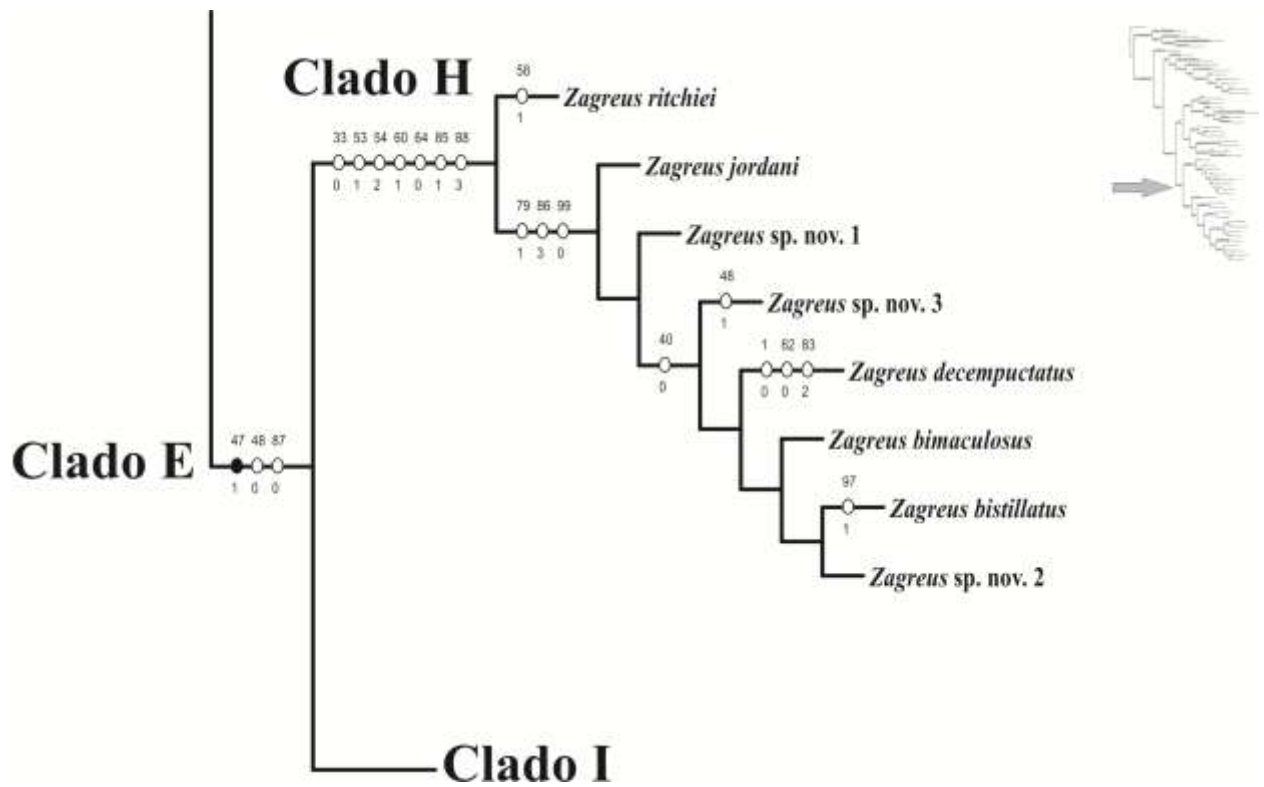 Clado H
58
1
Zagreus ritchiei
33 53 54 60 64 85 88
0 1 2 1 0 1 3
Zagreus jordani
79 86 99
1 3 0
Zagreus sp. nov. 1
48
1
Zagreus sp. nov. 3
40
0
1 62 83
0 0 2
Zagreus decempuctatus
Zagreus bimaculosus
Clado E
47 48 87
1 0 0
97
1
Zagreus bistillatus
Zagreus sp. nov. 2
Clado I